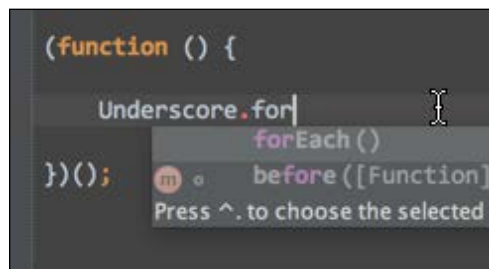 (function () {
Underscore.for
forEach()
})();
m before([Function]
Press ^. to choose the selected